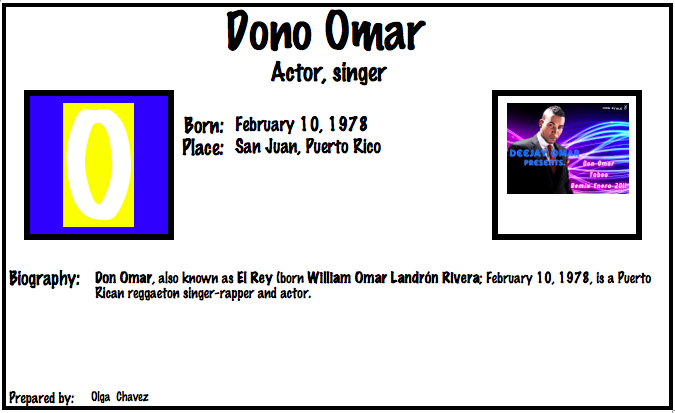 Dono Omar
Actor, singer
O
Born: February 10, 1978
Place: San Juan, Puerto Rico
DEEJAY OMAR
PRESENTS.
Don Omar
Taboo
Remix Enero 2011
Biography: Don Omar, also known as El Rey (born William Omar Landrón Rivera; February 10, 1978, is a Puerto
Rican reggaeton singer-rapper and actor.
Prepared by: Olga Chavez